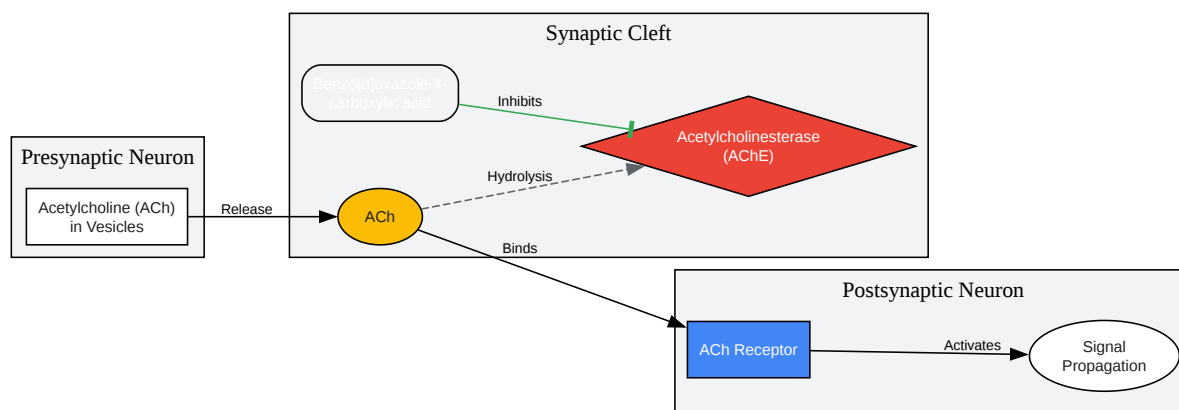 Synaptic Cleft
Benzo[d]oxazole-4-
carboxylic acid
Inhibits
Acetylcholinesterase
(AChE)
Presynaptic Neuron
Hydrolysis
Acetylcholine (ACh)
in Vesicles
Release
ACh
Binds
Postsynaptic Neuron
ACh Receptor
Activates
Signal
Propagation